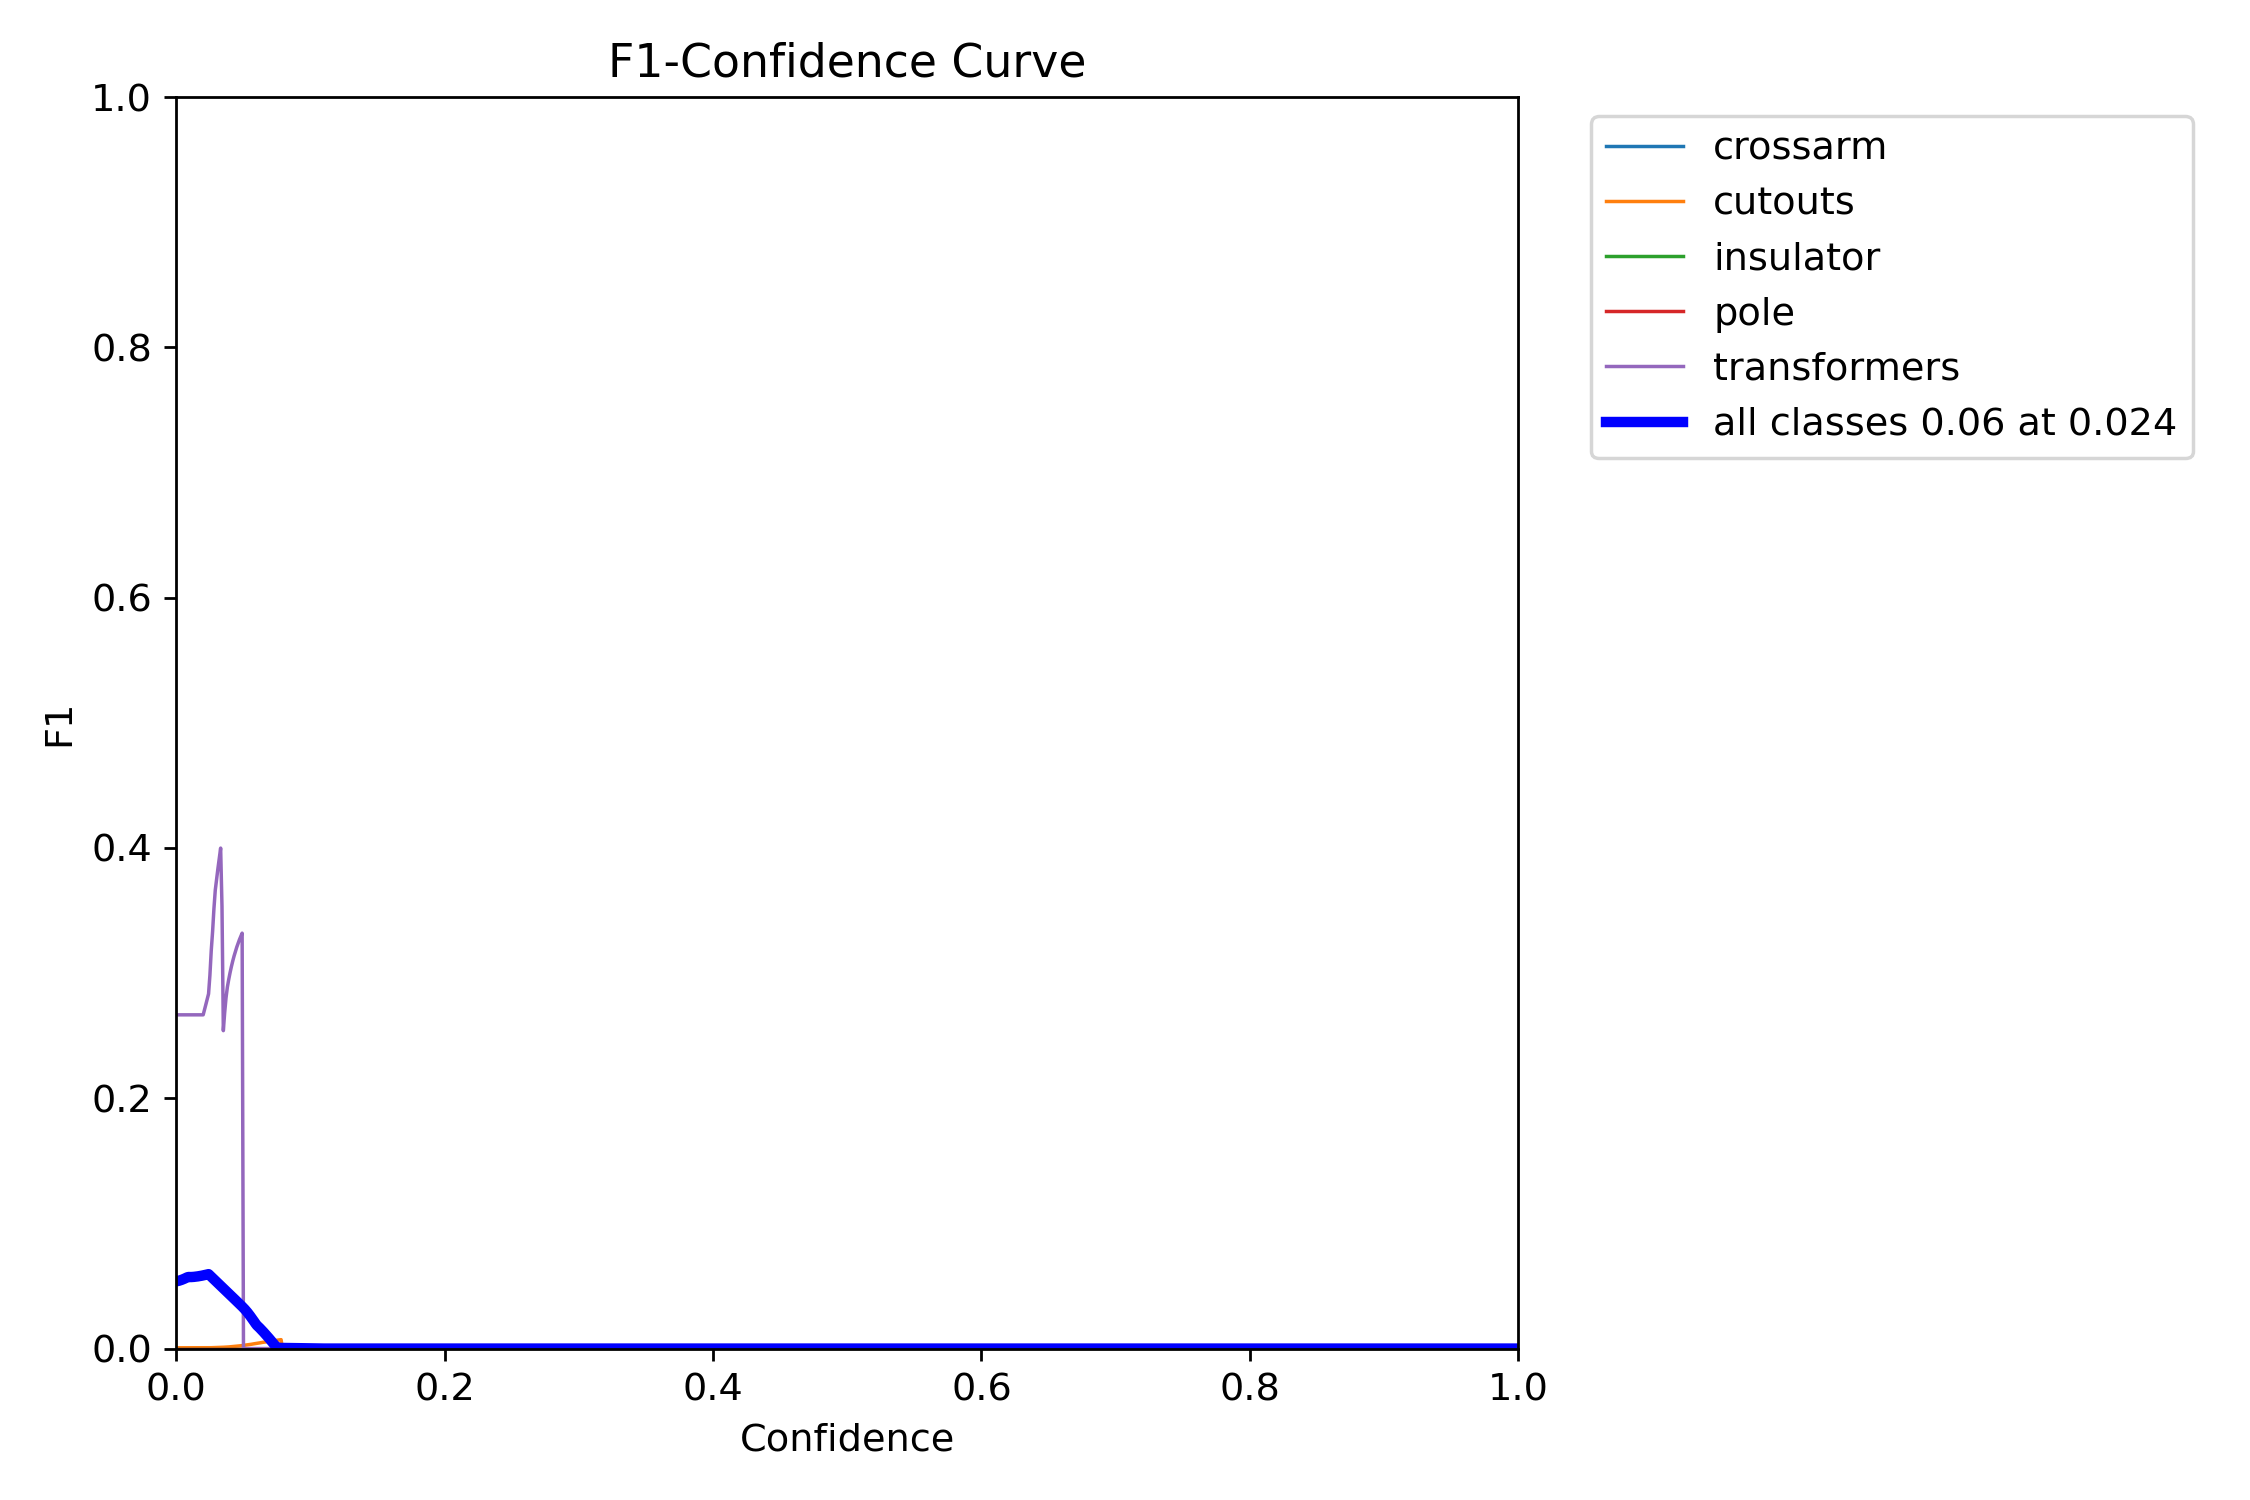 F1-Confidence Curve
1.0
0.8
0.6
0.4
0.2
0.0
F1
0.0 0.2 0.4 0.6 0.8 1.0
Confidence
crossarm
cutouts
insulator
pole
transformers
all classes 0.06 at 0.024